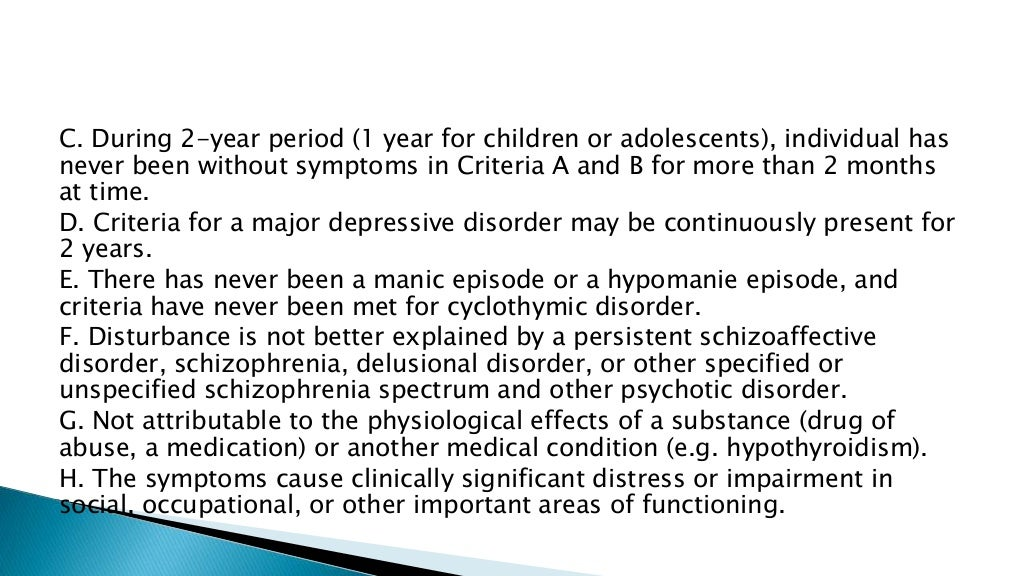 C. During 2-year period (1 year for children or adolescents), individual has
never been without symptoms in Criteria A and B for more than 2 months
at time.
D. Criteria for a major depressive disorder may be continuously present for
2 years.
E. There has never been a manic episode or a hypomanie episode, and
criteria have never been met for cyclothymic disorder.
F. Disturbance is not better explained by a persistent schizoaffective
disorder, schizophrenia, delusional disorder, or other specified or
unspecified schizophrenia spectrum and other psychotic disorder.
G. Not attributable to the physiological effects of a substance (drug of
abuse, a medication) or another medical condition (e.g. hypothyroidism).
H. The symptoms cause clinically significant distress or impairment in
social, occupational, or other important areas of functioning.